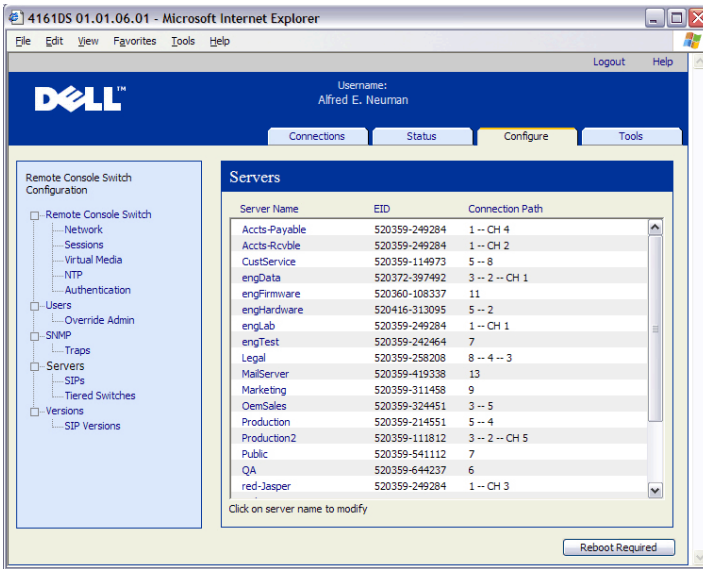 4161DS 01.01.06.01 - Microsoft Internet Explorer
File Edit View Favorites Tools Help
Logout Help
DELL™
Username:
Alfred E. Neuman
Connections Status Configure Tools
Remote Console Switch
Configuration
Remote Console Switch
Network
Sessions
Virtual Media
NTP
Authentication
Users
Override Admin
SNMP
Traps
Servers
SIPs
Tiered Switches
Versions
SIP Versions
Servers
Server Name EID Connection Path
Accts-Payable 520359-249284 1 -- CH 4
Accts-Rcvble 520359-249284 1 -- CH 2
CustService 520359-114973 5 -- 8
engData 520372-397492 3 -- 2 -- CH 1
engFirmware 520360-108337 11
engHardware 520416-313095 5 -- 2
engLab 520359-249284 1 -- CH 1
engTest 520359-242464 7
Legal 520359-258208 8 -- 4 -- 3
MailServer 520359-419338 13
Marketing 520359-311458 9
OemSales 520359-324451 3 -- 5
Production 520359-214551 5 -- 4
Production2 520359-111812 3 -- 2 -- CH 5
Public 520359-541112 7
QA 520359-644237 6
red-Jasper 520359-249284 1 -- CH 3
Click on server name to modify
Reboot Required